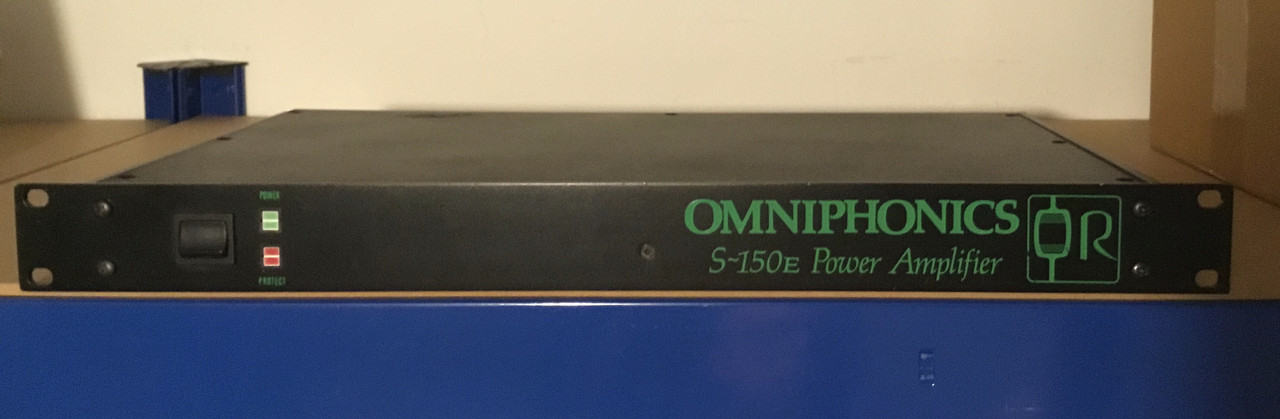 POWER
PROTECT
OMNIPHONICS
S~150E Power Amplifier
R